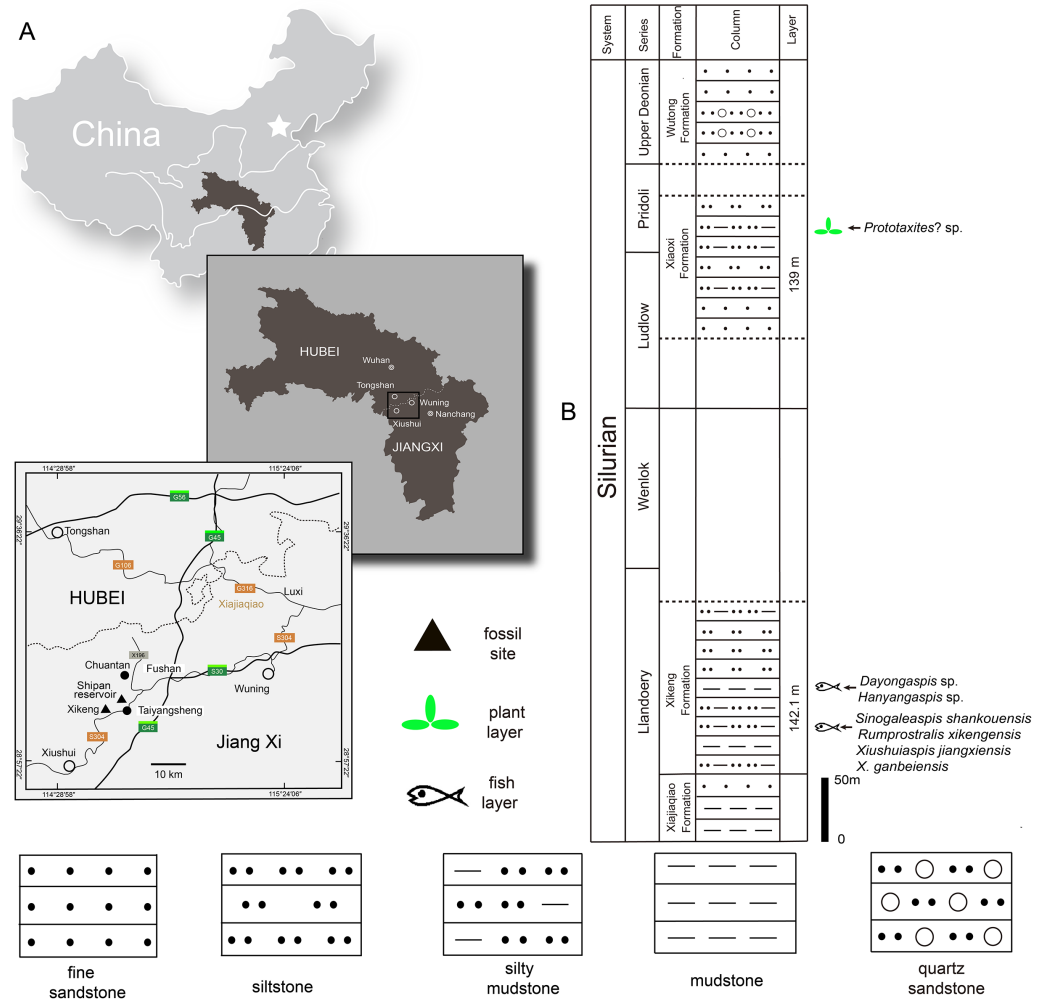 A
China
HUBEI
Wuhan
Tongshan
Wuning
Nanchang
Xiushui
JIANGXI
114°28′58″
115°24′06″
29°36′22″
29°36′22″
G56
Tongshan
G45
G106
G316
HUBEI
Xiajiaqiao
Luxi
S304
X196
Chuantan
Fushan
S30
Shipan
reservoir
Wuning
Xikeng
Taiyangsheng
G45
S304
Jiang Xi
Xiushui
10 km
28°57′22″
28°57′22″
114°28′58″
115°24′06″
fossil
site
plant
layer
fish
layer
B
System
Series
Formation
Column
Layer
Silurian
Upper Deonian
Pridoli
Ludlow
Wenlok
Llandoery
Wutong
Formation
Xiaoxi
Formation
Xikeng
Formation
Xiajiaqiao
Formation
139 m
142.1 m
Prototaxites? sp.
Dayongaspis sp.
Hanyangaspis sp.
Sinogaleaspis shankouensis
Rumprostralis xikengensis
Xiushuiaspis jiangxiensis
X. ganbeiensis
50m
0
fine
sandstone
siltstone
silty
mudstone
mudstone
quartz
sandstone